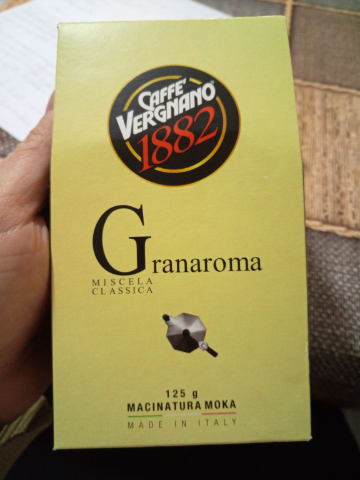 CAFFÈ
VERGNANO
1882
Granaroma
MISCELA
CLASSICA
125 g
MACINATURA MOKA
MADE IN ITALY